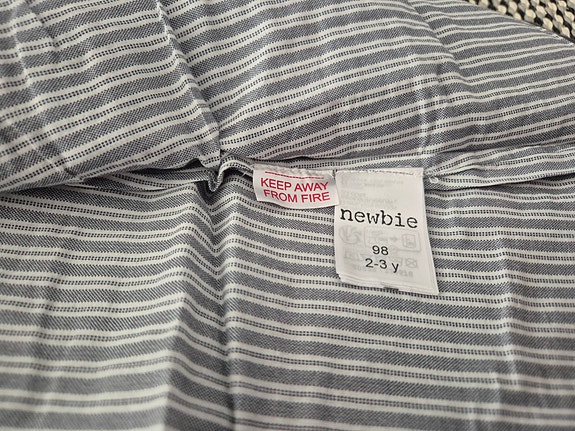 KEEP AWAY
FROM FIRE
newbie
98
2-3 y